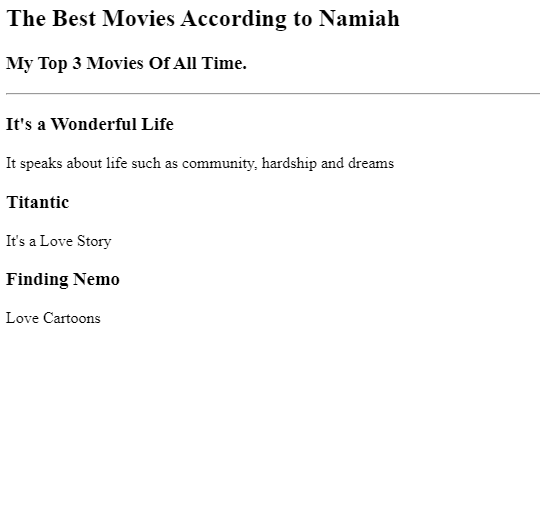 The Best Movies According to Namiah
My Top 3 Movies Of All Time.
It's a Wonderful Life
It speaks about life such as community, hardship and dreams
Titantic
It's a Love Story
Finding Nemo
Love Cartoons